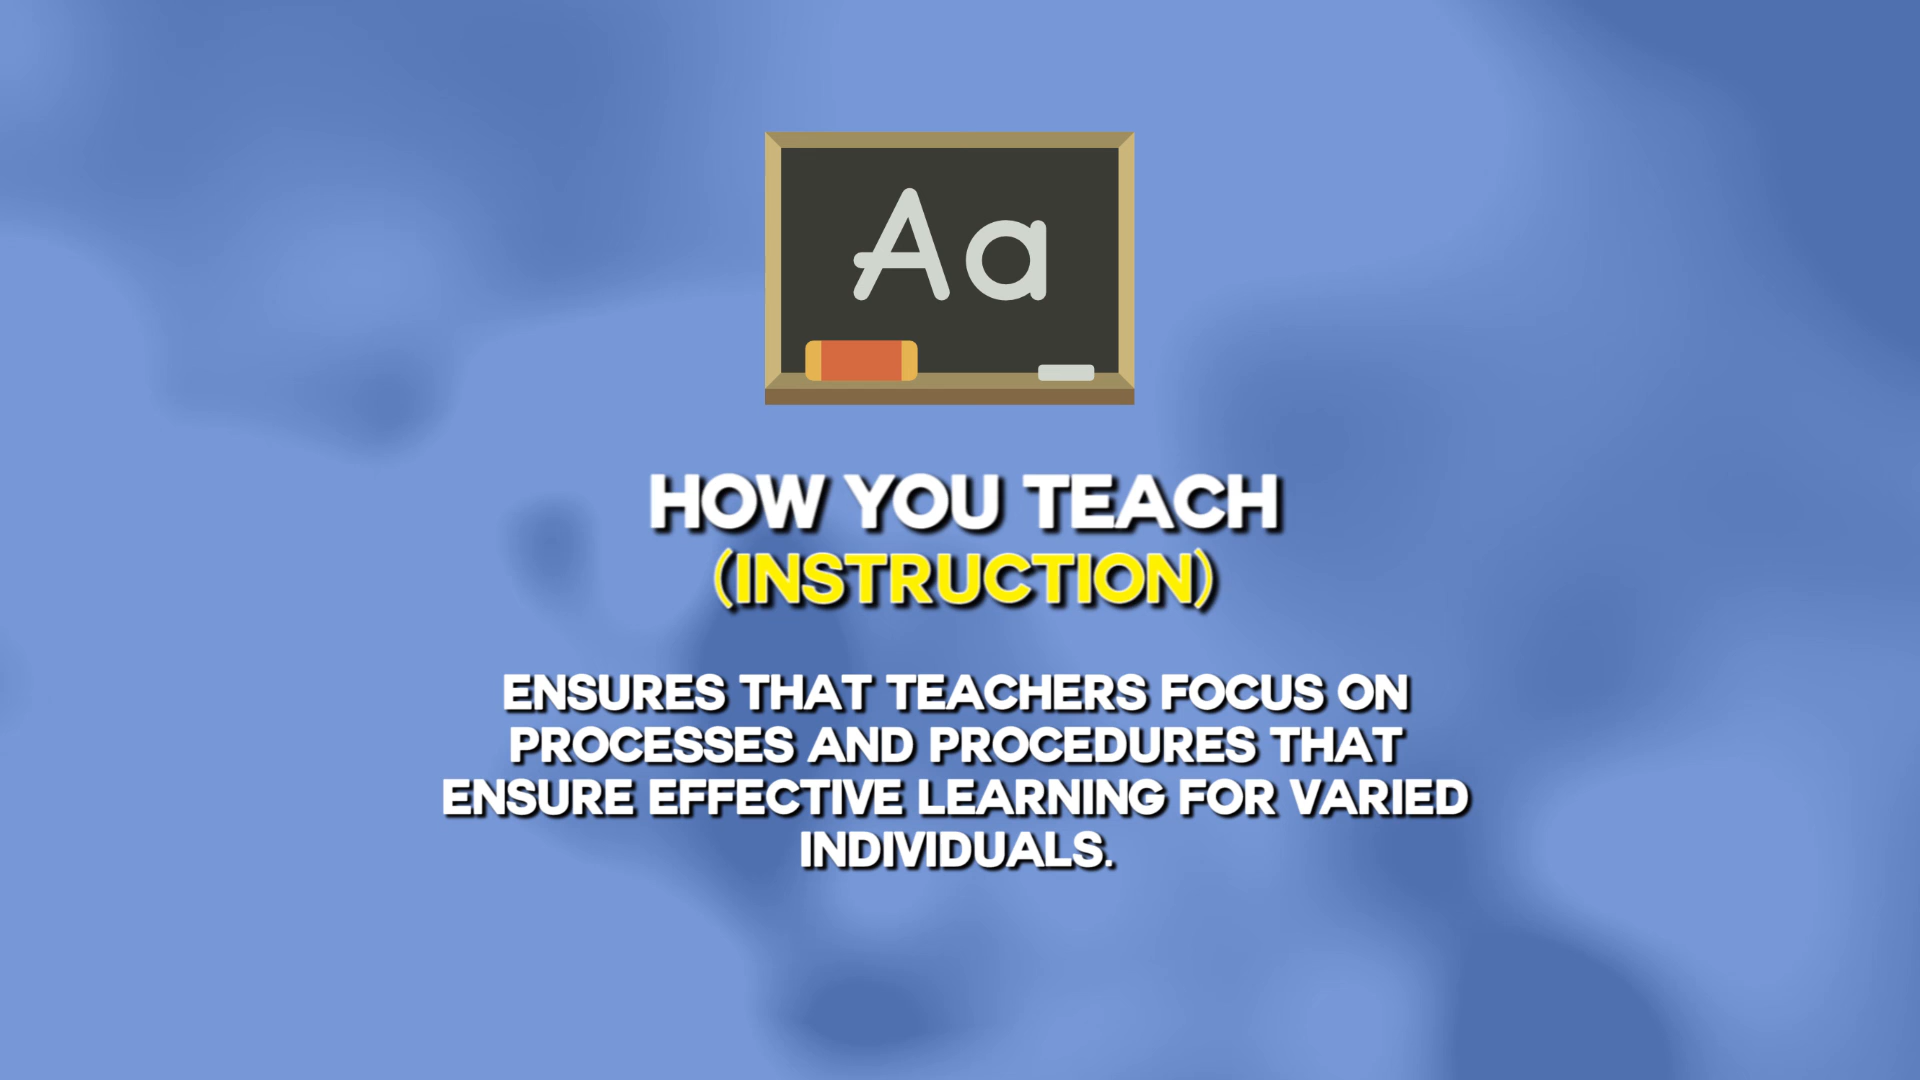 Aa
HOW YOU TEACH
(INSTRUCTION)
ENSURES THAT TEACHERS FOCUS ON
PROCESSES AND PROCEDURES THAT
ENSURE EFFECTIVE LEARNING FOR VARIED
INDIVIDUALS.